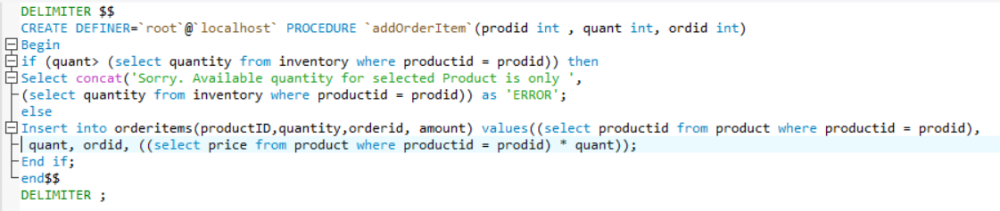 DELIMITER $$
CREATE DEFINER=`root`@`localhost` PROCEDURE `addOrderItem`(prodid int , quant int, ordid int)
Begin
if (quant> (select quantity from inventory where productid = prodid)) then
Select concat('Sorry. Available quantity for selected Product is only ',
(select quantity from inventory where productid = prodid)) as 'ERROR';
else
Insert into orderitems(productID,quantity,orderid, amount) values((select productid from product where productid = prodid),
quant, ordid, ((select price from product where productid = prodid) * quant));
End if;
end$$
DELIMITER ;